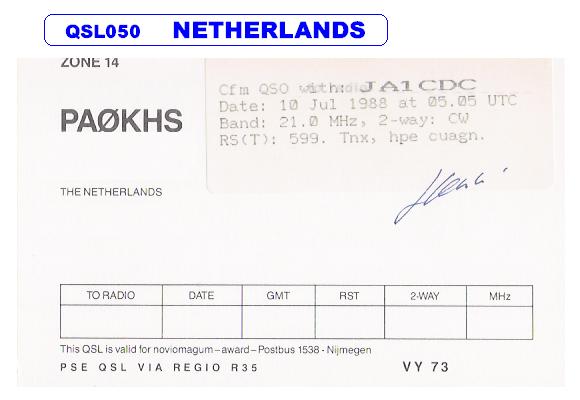 QSL050 NETHERLANDS
ZONE 14
Cfm QSO with: JA1CDC
Date: 10 Jul 1988 at 05.05 UTC
Band: 21.0 MHz, 2-way: CW
RS(T): 599. Tnx, hpe cuagn.
PAØKHS
THE NETHERLANDS
TO RADIO DATE GMT RST 2-WAY MHz
This QSL is valid for noviomagum–award–Postbus 1538 - Nijmegen
PSE QSL VIA REGIO R35 VY 73